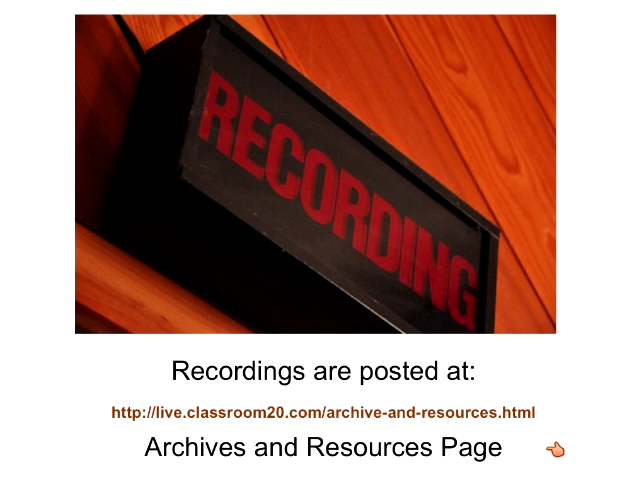 RECORDING
Recordings are posted at:
http://live.classroom20.com/archive-and-resources.html
Archives and Resources Page